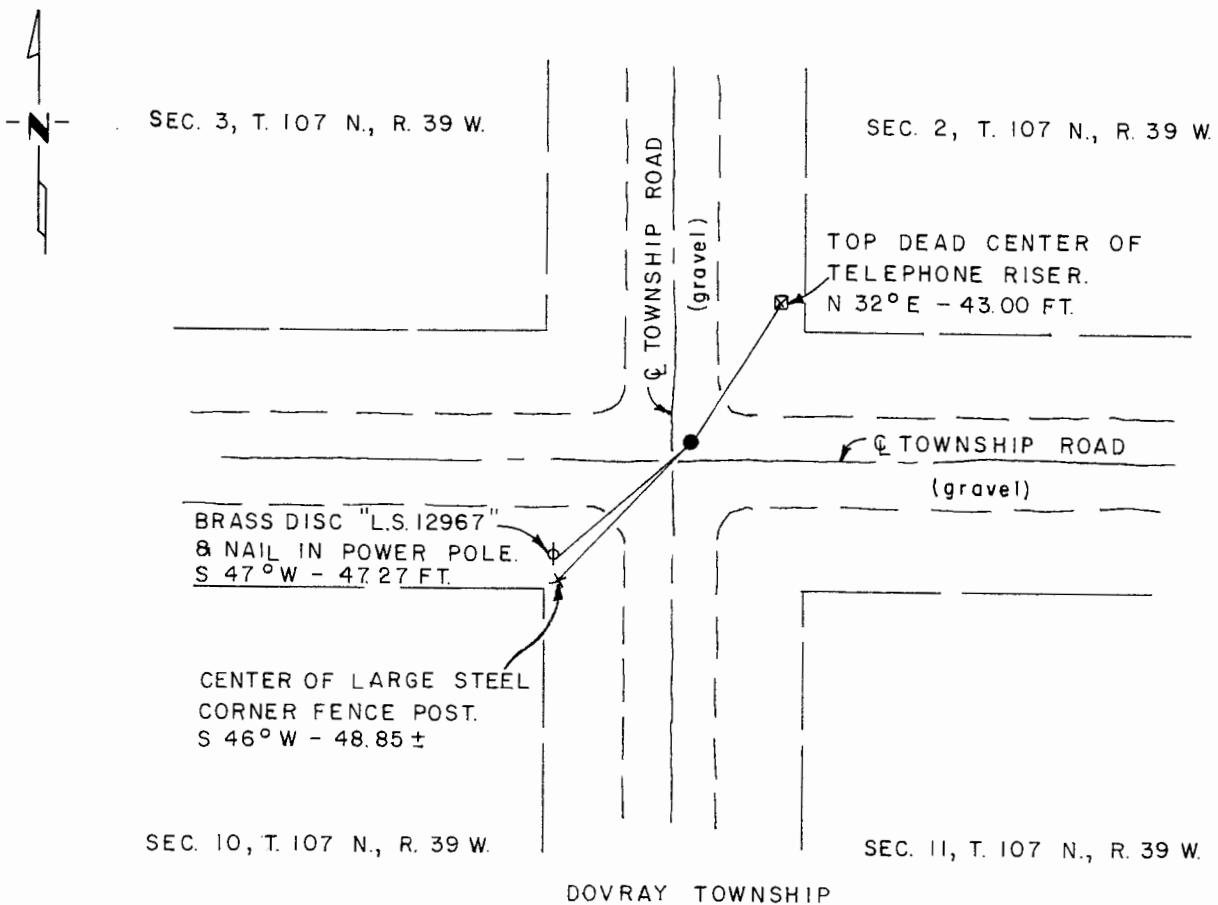 N
SEC. 3, T. 107 N., R. 39 W.
SEC. 2, T. 107 N., R. 39 W.
℄ TOWNSHIP ROAD
(gravel)
TOP DEAD CENTER OF
TELEPHONE RISER.
N 32° E - 43.00 FT.
℄ TOWNSHIP ROAD
(gravel)
BRASS DISC "L.S. 12967"
& NAIL IN POWER POLE.
S 47° W - 47.27 FT.
CENTER OF LARGE STEEL
CORNER FENCE POST.
S 46° W - 48.85 ±
SEC. 10, T. 107 N., R. 39 W.
SEC. 11, T. 107 N., R. 39 W.
DOVRAY TOWNSHIP